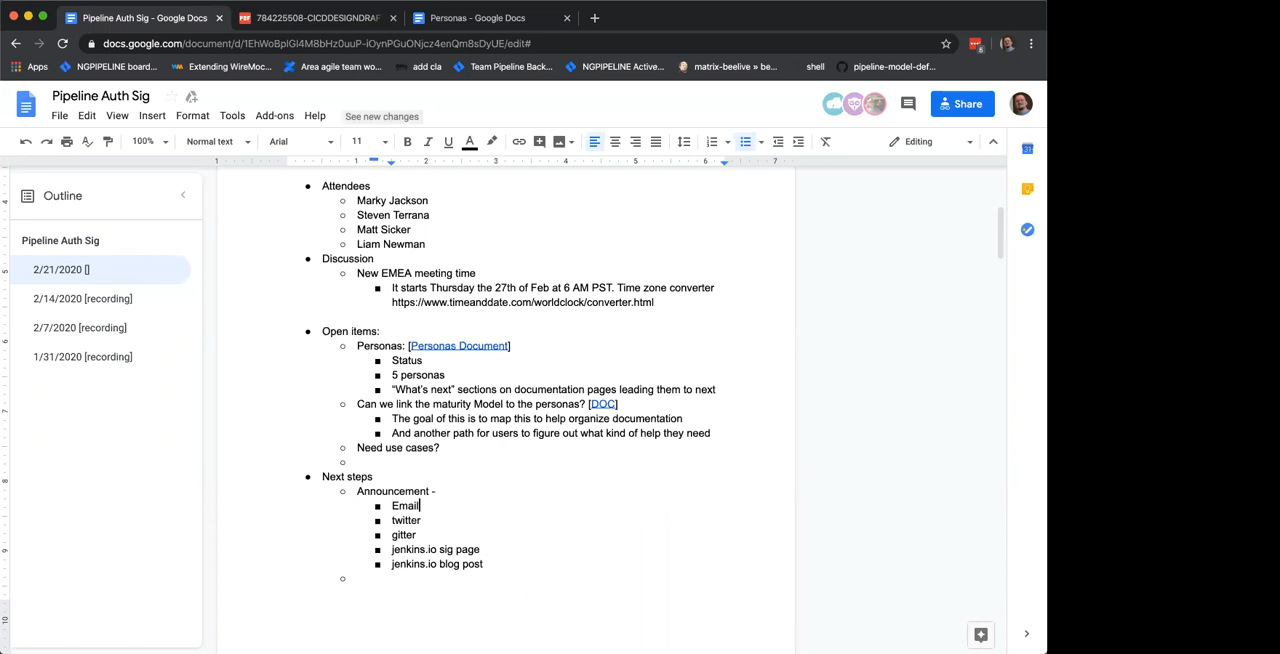 Pipeline Auth Sig - Google Docs
784225508-CICDDESIGNDRAF
Personas - Google Docs
docs.google.com/document/d/1EhWoBpIGl4M8bHz0uuP-iOynPGuONjcz4enQm8sDyUE/edit#
Apps
NGPIPELINE board...
Extending WireMoc...
Area agile team wo...
add cla
Team Pipeline Back...
NGPIPELINE Active...
matrix-beelive » be...
shell
pipeline-model-def...
Pipeline Auth Sig
File Edit View Insert Format Tools Add-ons Help See new changes
Share
100% Normal text Arial 11 B I U A Editing
1 1 2 3 4 5 6 7
Outline
Pipeline Auth Sig
2/21/2020 []
2/14/2020 [recording]
2/7/2020 [recording]
1/31/2020 [recording]
● Attendees
○ Marky Jackson
○ Steven Terrana
○ Matt Sicker
○ Liam Newman
● Discussion
○ New EMEA meeting time
■ It starts Thursday the 27th of Feb at 6 AM PST. Time zone converter
https://www.timeanddate.com/worldclock/converter.html
● Open items:
○ Personas: [Personas Document]
■ Status
■ 5 personas
■ “What’s next” sections on documentation pages leading them to next
○ Can we link the maturity Model to the personas? [DOC]
■ The goal of this is to map this to help organize documentation
■ And another path for users to figure out what kind of help they need
○ Need use cases?
○
● Next steps
○ Announcement -
■ Email
■ twitter
■ gitter
■ jenkins.io sig page
■ jenkins.io blog post
○